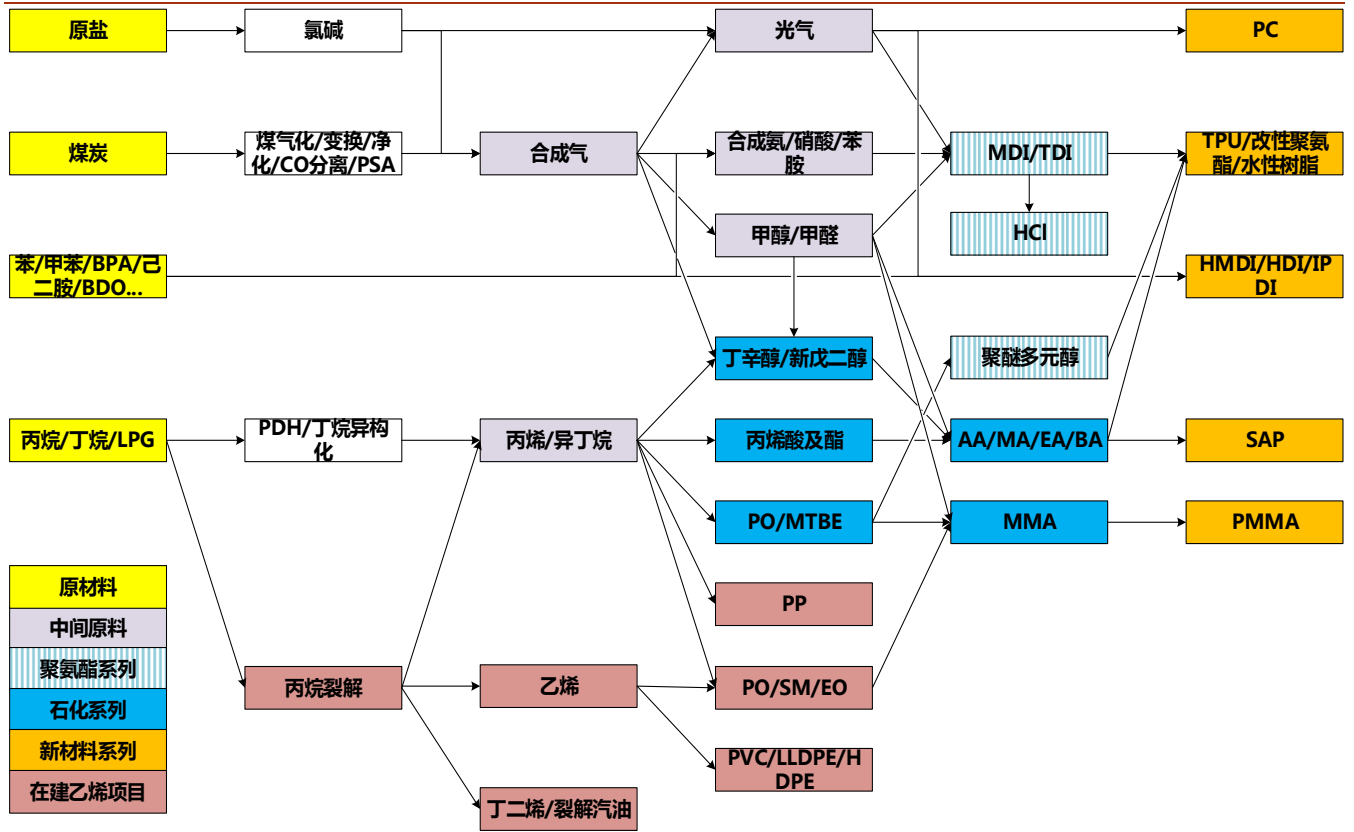 原盐
氯碱
光气
PC
煤炭
煤气化/变换/净
化/CO分离/PSA
合成气
合成氨/硝酸/苯
胺
MDI/TDI
TPU/改性聚氨
酯/水性树脂
甲醇/甲醛
HCl
苯/甲苯/BPA/己
二胺/BDO...
HMDI/HDI/IP
DI
丁辛醇/新戊二醇
聚醚多元醇
丙烷/丁烷/LPG
PDH/丁烷异构
化
丙烯/异丁烷
丙烯酸及酯
AA/MA/EA/BA
SAP
PO/MTBE
MMA
PMMA
原材料
中间原料
聚氨酯系列
石化系列
新材料系列
在建乙烯项目
PP
丙烷裂解
乙烯
PO/SM/EO
PVC/LLDPE/H
DPE
丁二烯/裂解汽油